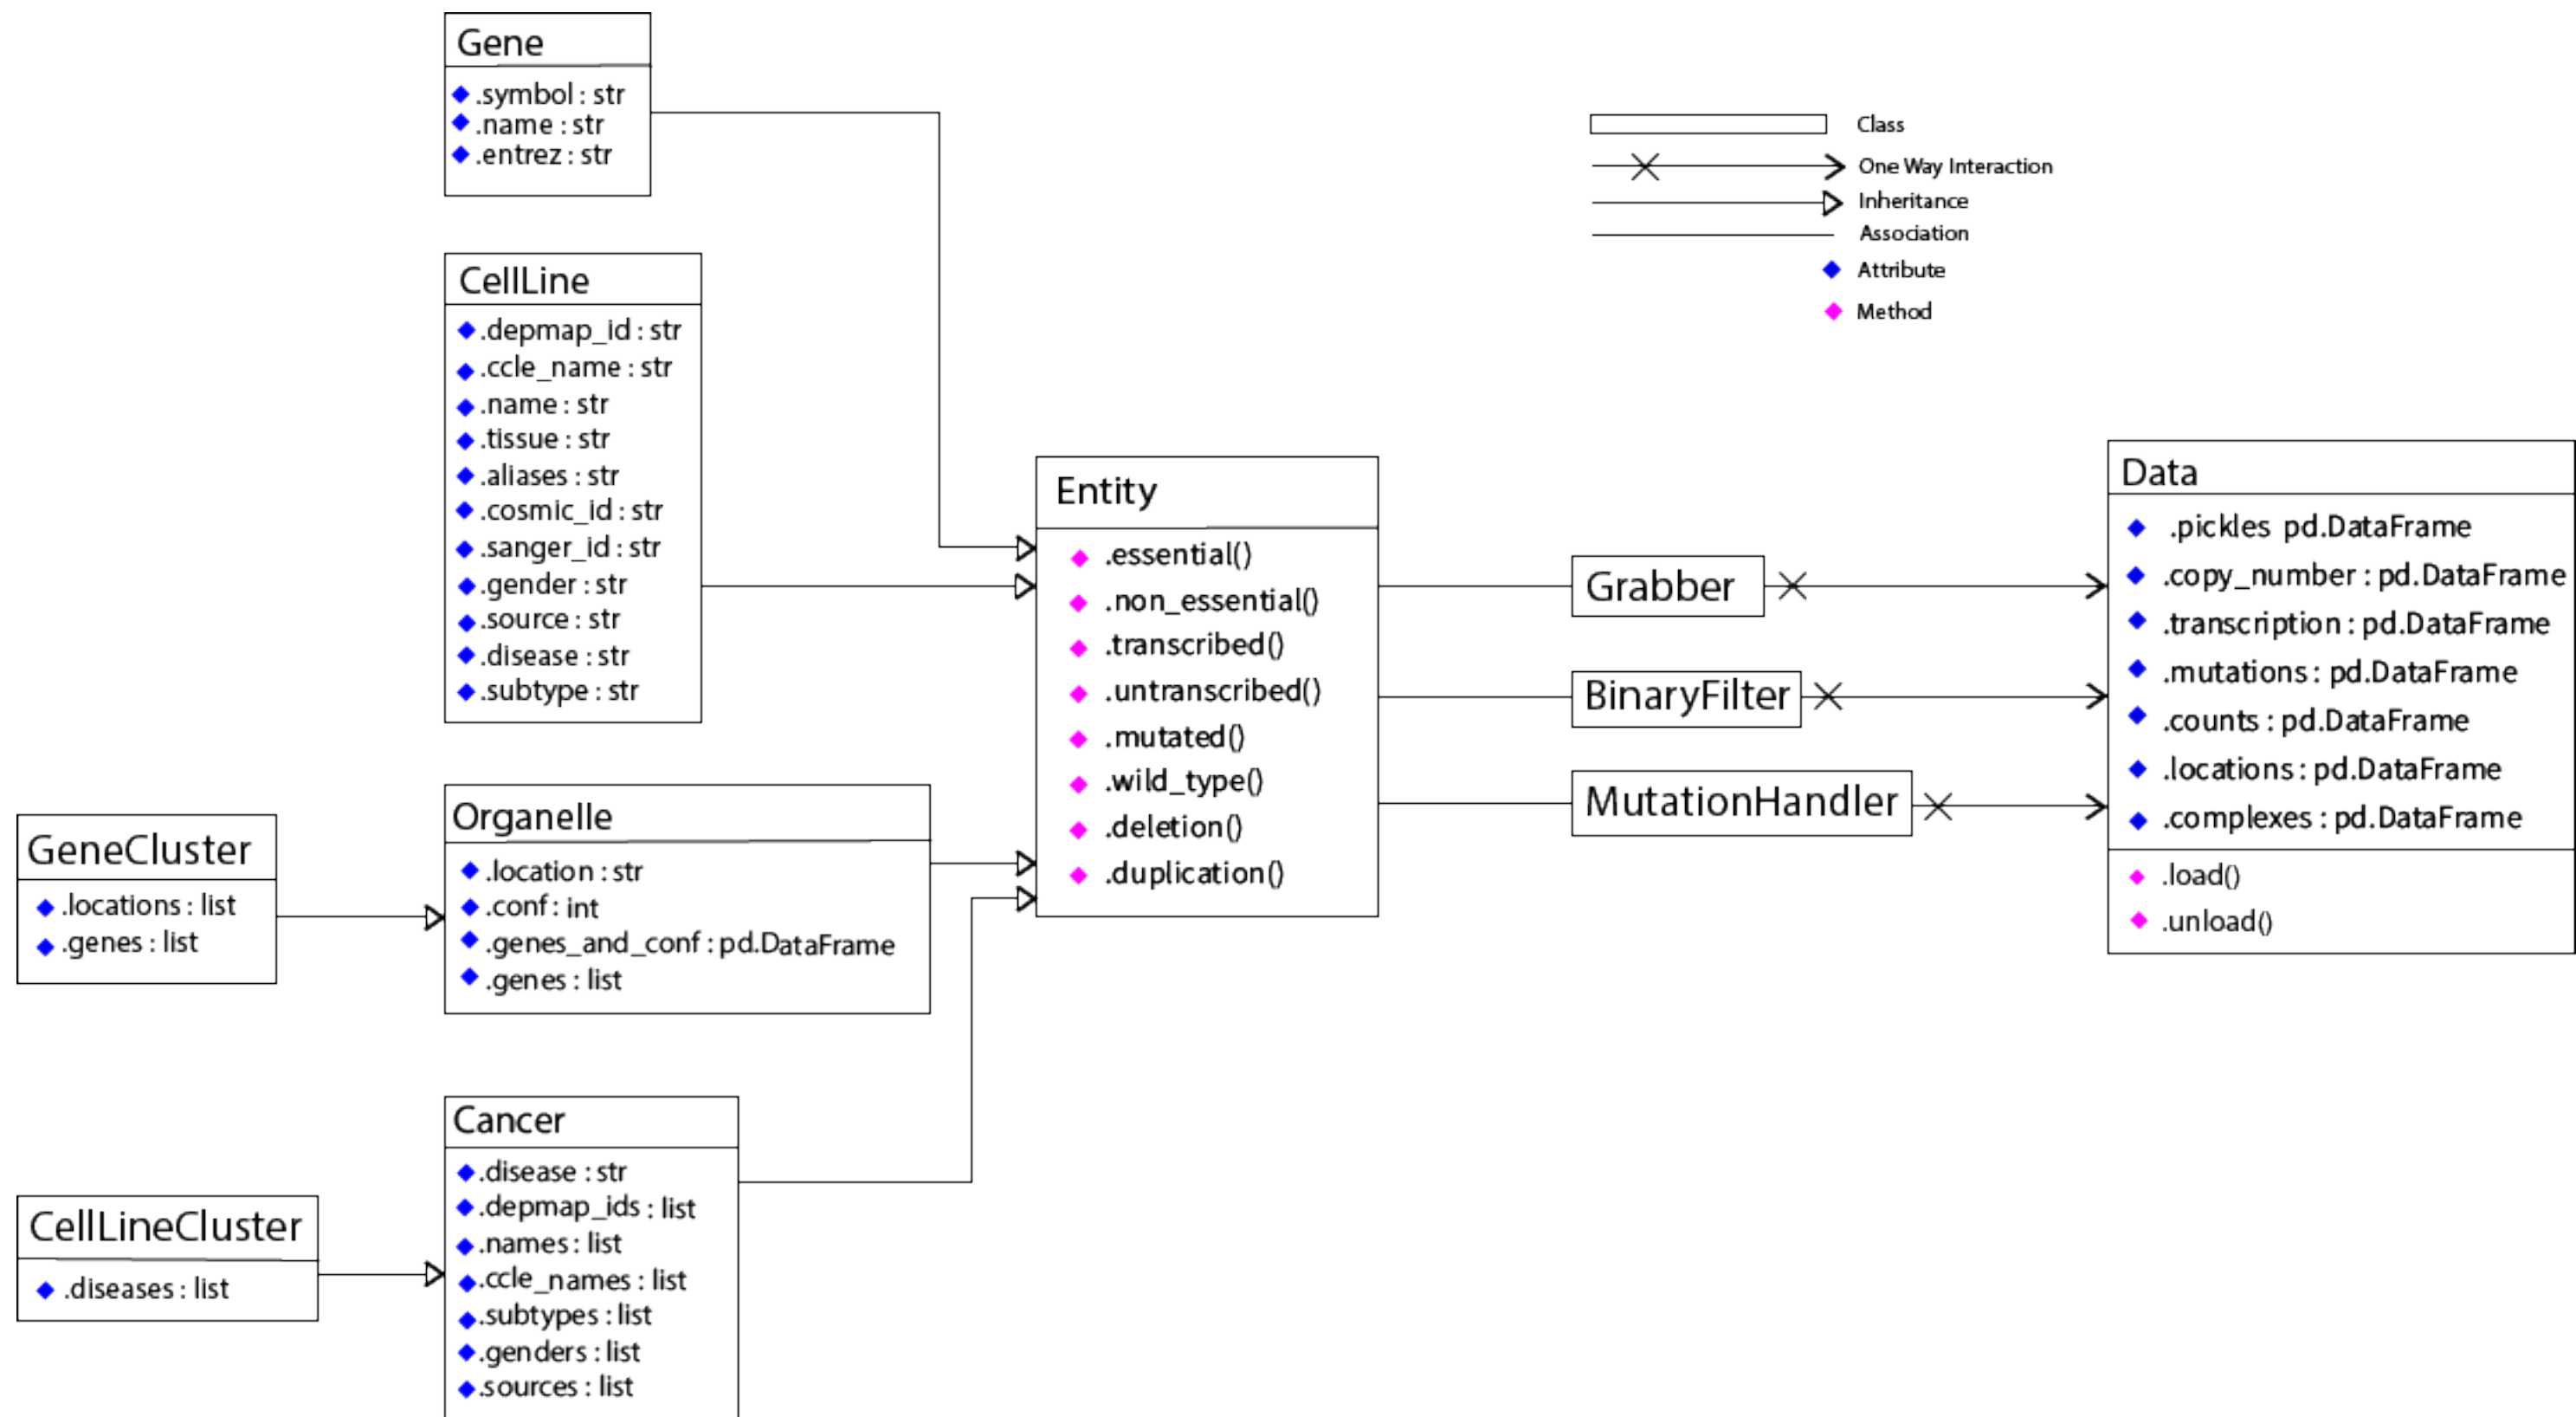 Gene
.symbol : str
.name : str
.entrez : str
CellLine
.depmap_id : str
.ccle_name : str
.name : str
.tissue : str
.aliases : str
.cosmic_id : str
.sanger_id : str
.gender : str
.source : str
.disease : str
.subtype : str
GeneCluster
.locations : list
.genes : list
Organelle
.location : str
.conf : int
.genes_and_conf : pd.DataFrame
.genes : list
CellLineCluster
.diseases : list
Cancer
.disease : str
.depmap_ids : list
.names : list
.ccle_names : list
.subtypes : list
.genders : list
.sources : list
Entity
.essential()
.non_essential()
.transcribed()
.untranscribed()
.mutated()
.wild_type()
.deletion()
.duplication()
Class
One Way Interaction
Inheritance
Association
Attribute
Method
Grabber
BinaryFilter
MutationHandler
Data
.pickles pd.DataFrame
.copy_number : pd.DataFrame
.transcription : pd.DataFrame
.mutations : pd.DataFrame
.counts : pd.DataFrame
.locations : pd.DataFrame
.complexes : pd.DataFrame
.load()
.unload()